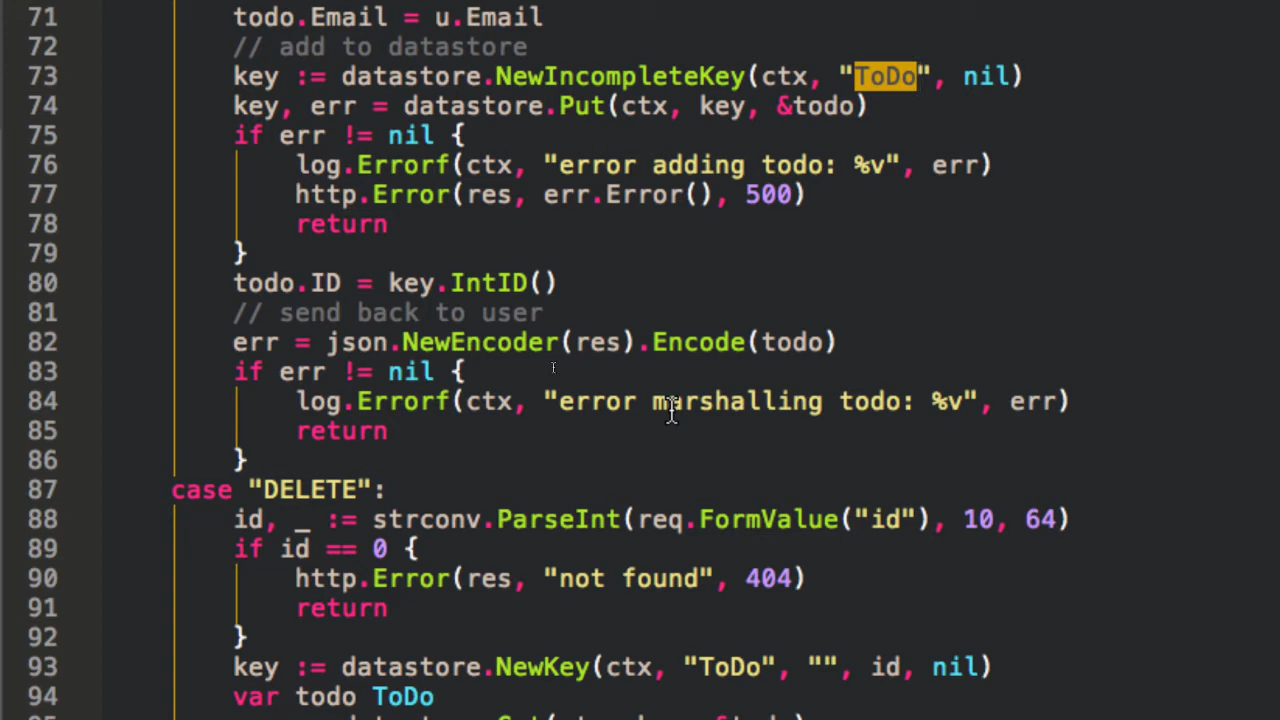 71 todo.Email = u.Email
72 // add to datastore
73 key := datastore.NewIncompleteKey(ctx, "ToDo", nil)
74 key, err = datastore.Put(ctx, key, &todo)
75 if err != nil {
76 log.Errorf(ctx, "error adding todo: %v", err)
77 http.Error(res, err.Error(), 500)
78 return
79 }
80 todo.ID = key.IntID()
81 // send back to user
82 err = json.NewEncoder(res).Encode(todo)
83 if err != nil {
84 log.Errorf(ctx, "error marshalling todo: %v", err)
85 return
86 }
87 case "DELETE":
88 id, _ := strconv.ParseInt(req.FormValue("id"), 10, 64)
89 if id == 0 {
90 http.Error(res, "not found", 404)
91 return
92 }
93 key := datastore.NewKey(ctx, "ToDo", "", id, nil)
94 var todo ToDo